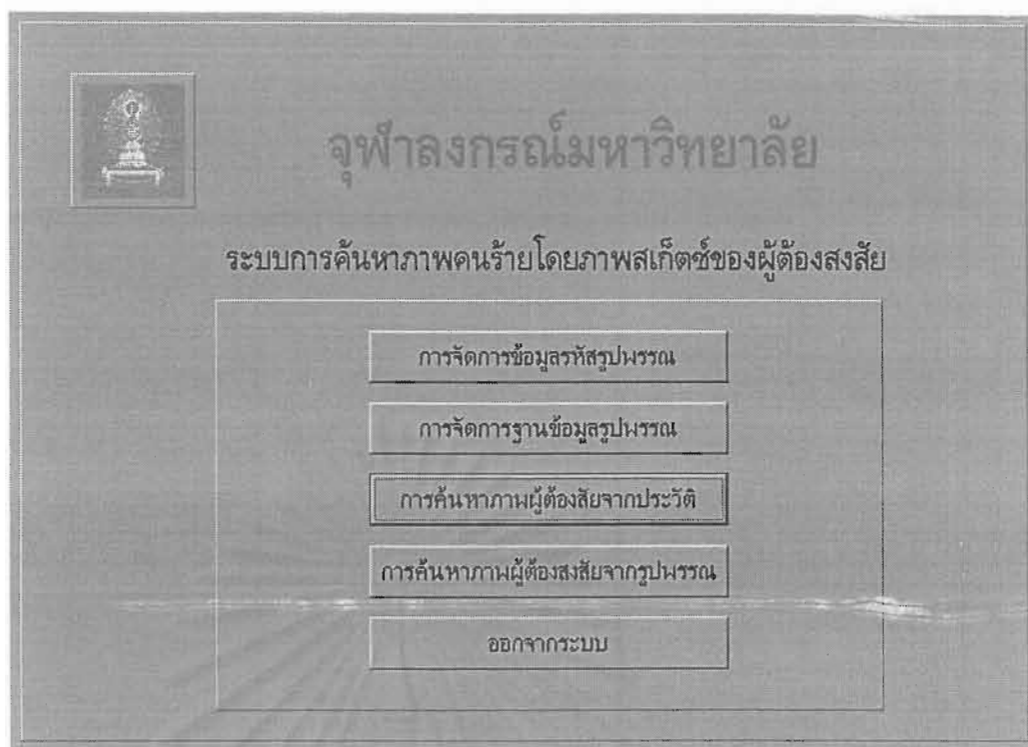 จุฬาลงกรณ์มหาวิทยาลัย
ระบบการค้นหาภาพคนร้ายโดยภาพสเก็ตช์ของผู้ต้องสงสัย
การจัดการข้อมูลรหัสรูปพรรณ
การจัดการฐานข้อมูลรูปพรรณ
การค้นหาภาพผู้ต้องสัยจากประวัติ
การค้นหาภาพผู้ต้องสงสัยจากรูปพรรณ
ออกจากระบบ